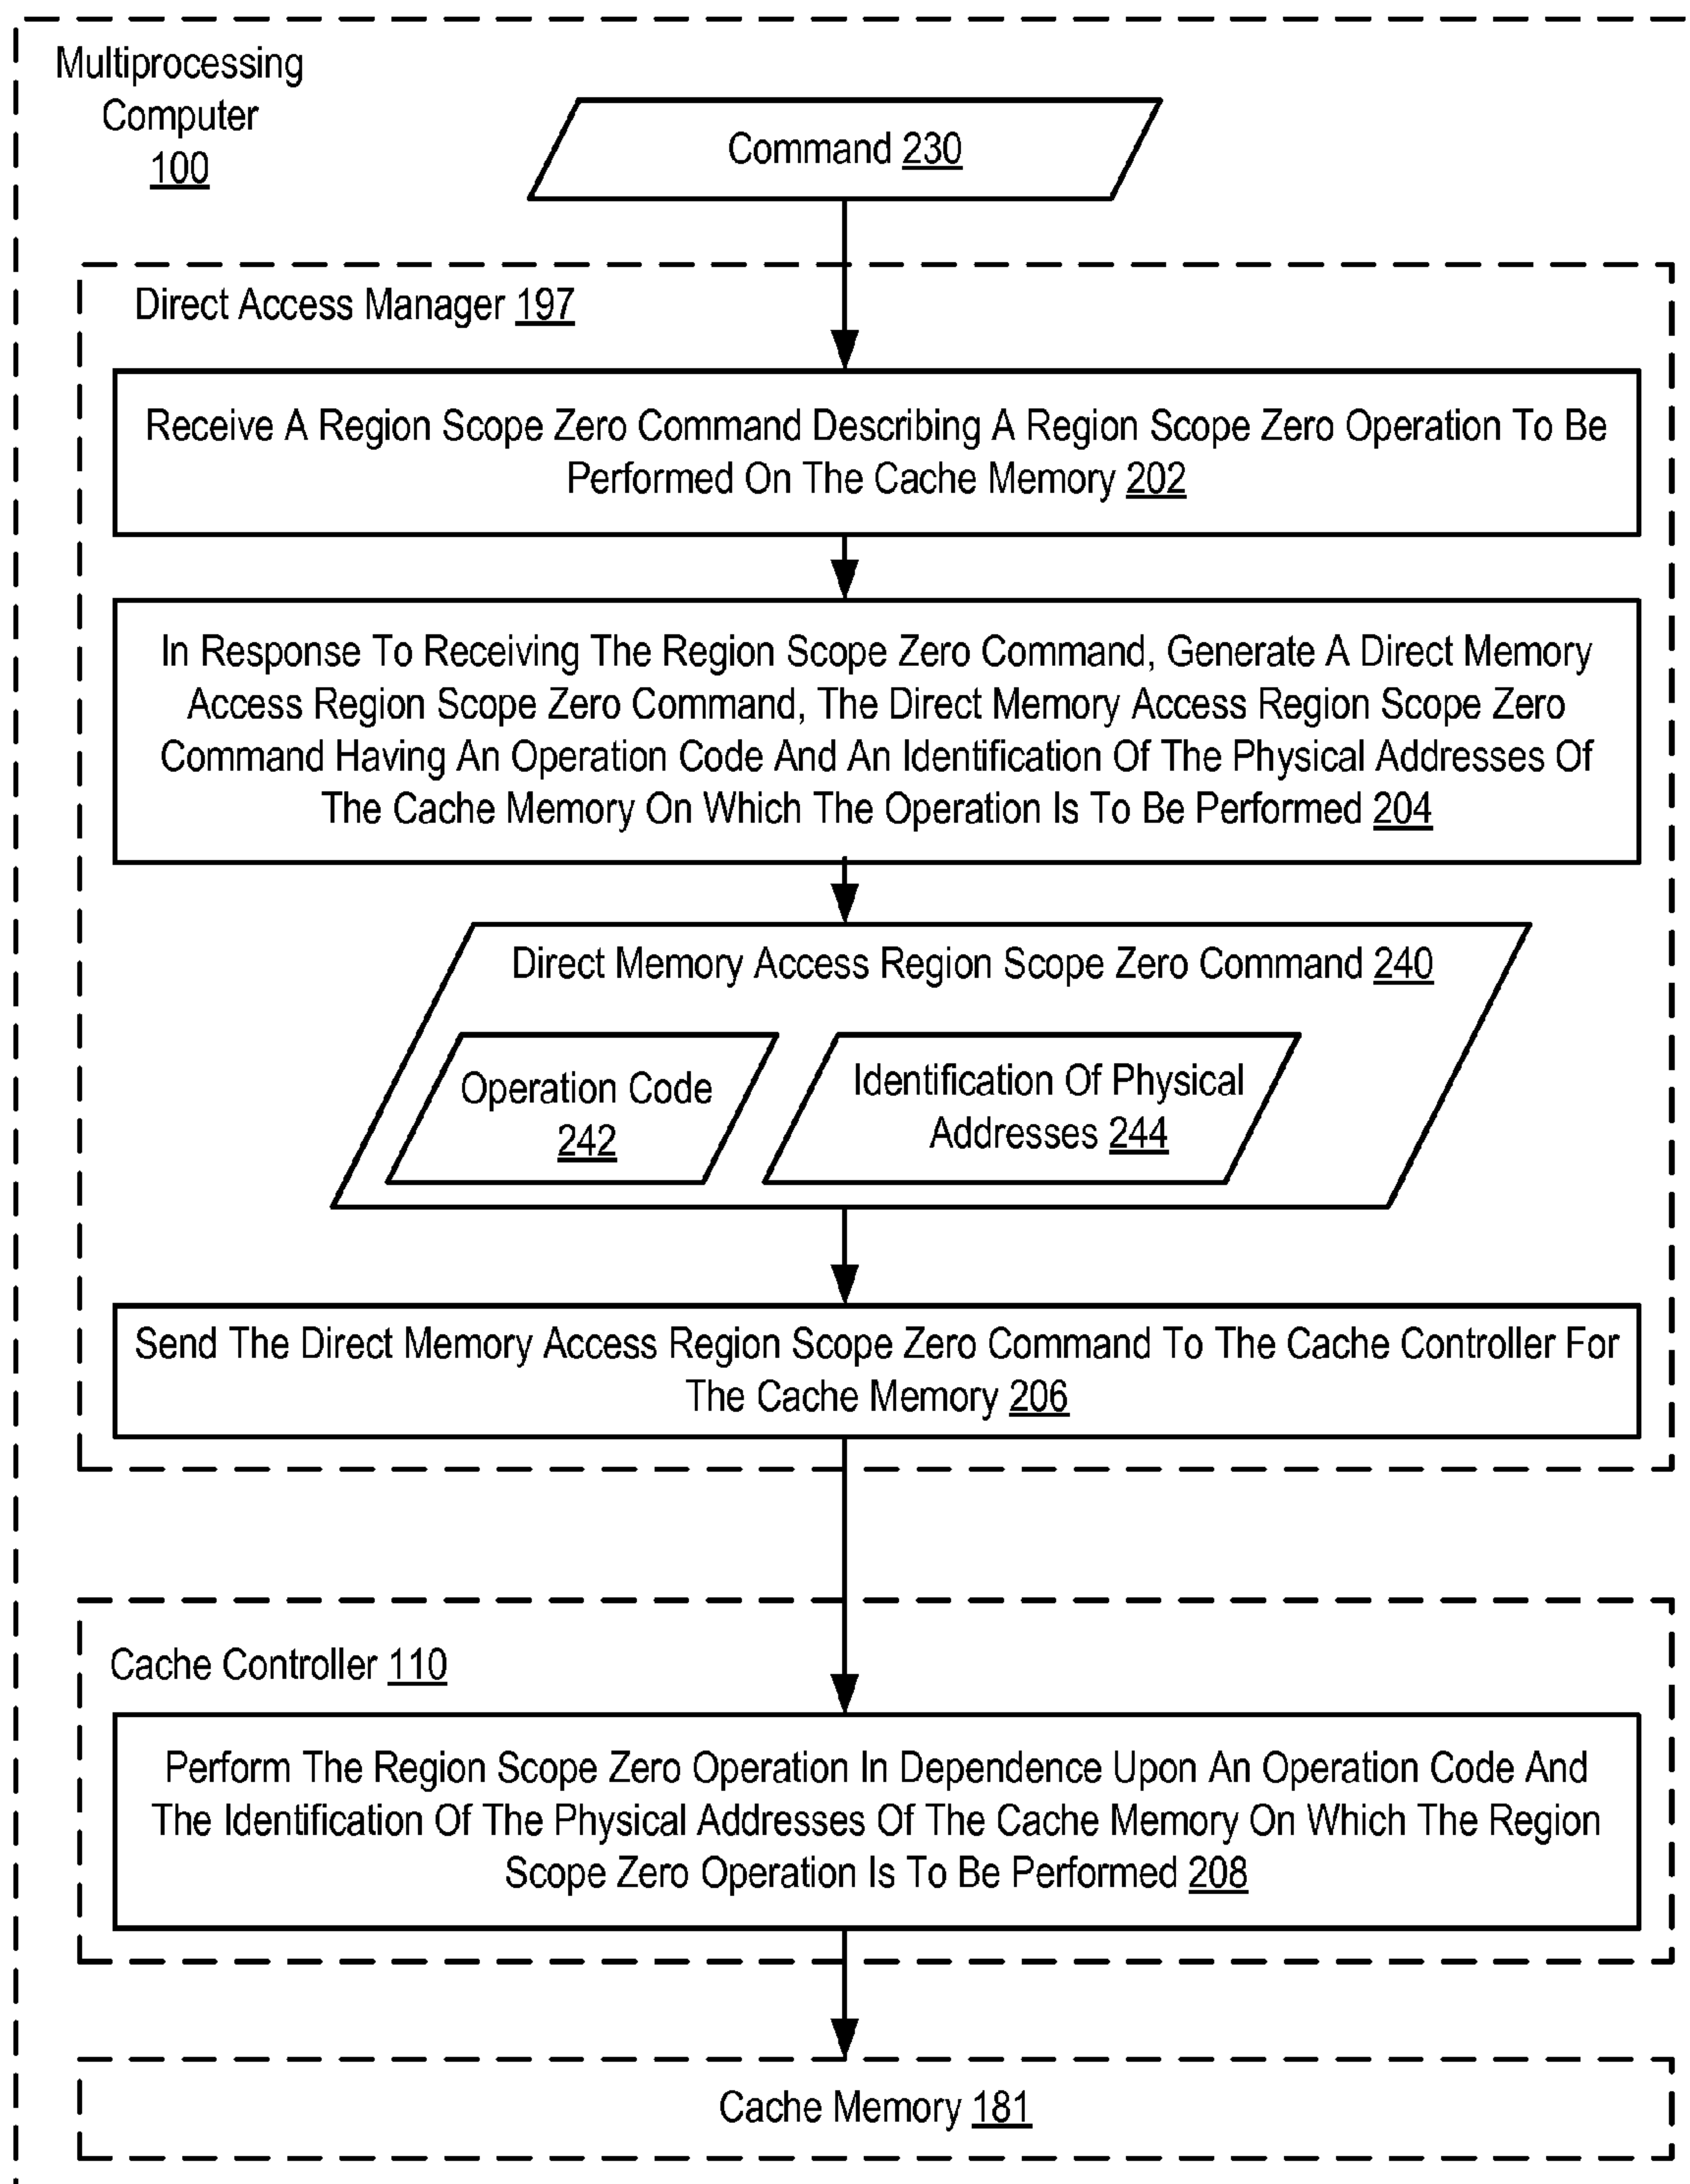 Multiprocessing
Computer
100
Command 230
Direct Access Manager 197
Receive A Region Scope Zero Command Describing A Region Scope Zero Operation To Be
Performed On The Cache Memory 202
In Response To Receiving The Region Scope Zero Command, Generate A Direct Memory
Access Region Scope Zero Command, The Direct Memory Access Region Scope Zero
Command Having An Operation Code And An Identification Of The Physical Addresses Of
The Cache Memory On Which The Operation Is To Be Performed 204
Direct Memory Access Region Scope Zero Command 240
Operation Code
242
Identification Of Physical
Addresses 244
Send The Direct Memory Access Region Scope Zero Command To The Cache Controller For
The Cache Memory 206
Cache Controller 110
Perform The Region Scope Zero Operation In Dependence Upon An Operation Code And
The Identification Of The Physical Addresses Of The Cache Memory On Which The Region
Scope Zero Operation Is To Be Performed 208
Cache Memory 181